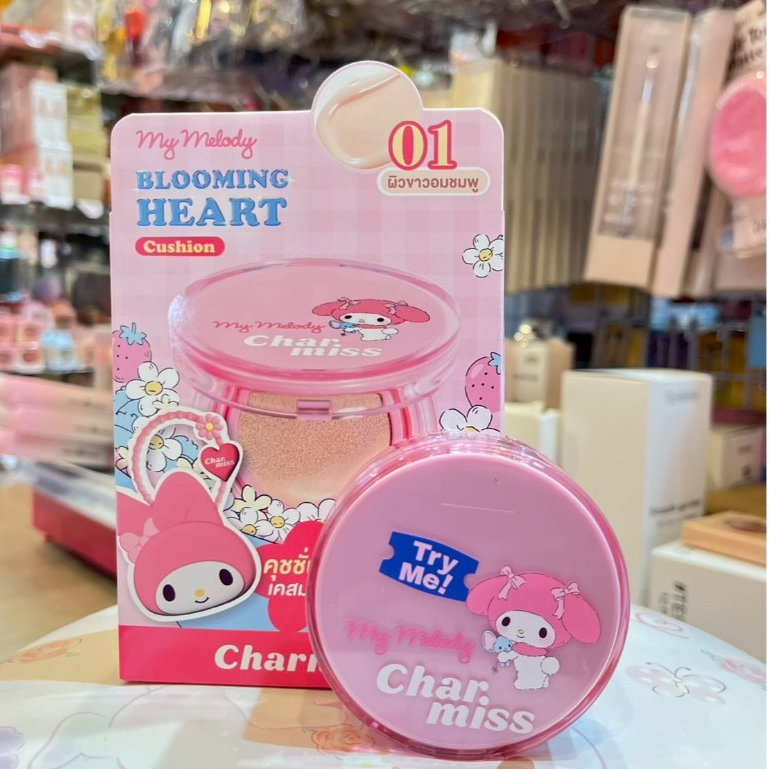 My Melody
BLOOMING
HEART
Cushion
01
ผิวขาวอมชมพู
My Melody
Char
miss
Char
miss
Try
Me!
My Melody
Char
miss